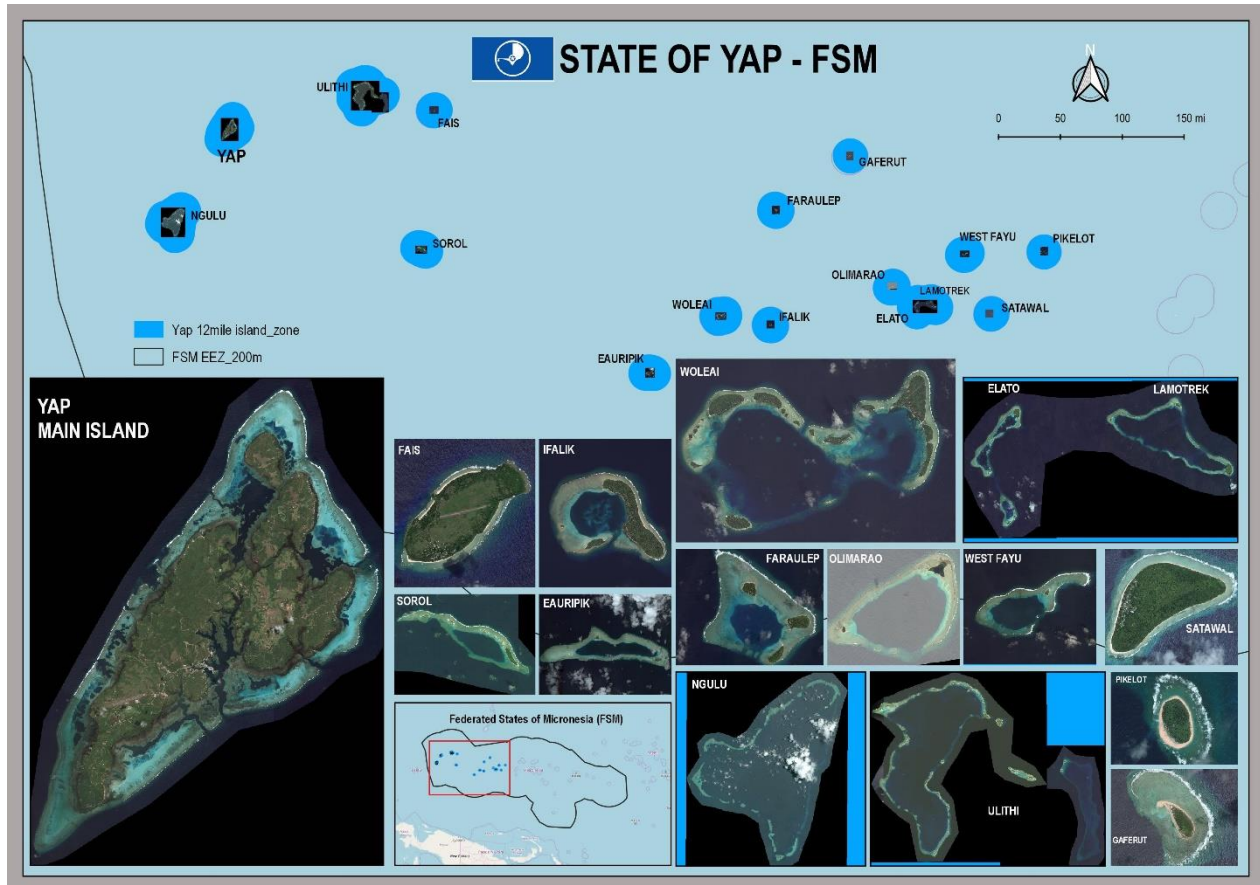 STATE OF YAP - FSM
N
0 50 100 150 mi
ULITHI
FAIS
YAP
GAFERUT
FARAULEP
NGULU
SOROL
WEST FAYU
PIKELOT
OLIMARAO
LAMOTREK
WOLEAI
IFALIK
ELATO
SATAWAL
EAURIPIK
Yap 12mile island_zone
FSM EEZ_200m
YAP
MAIN ISLAND
FAIS
IFALIK
WOLEAI
ELATO
LAMOTREK
SOROL
EAURIPIK
FARAULEP
OLIMARAO
WEST FAYU
SATAWAL
Federated States of Micronesia (FSM)
NGULU
ULITHI
PIKELOT
GAFERUT